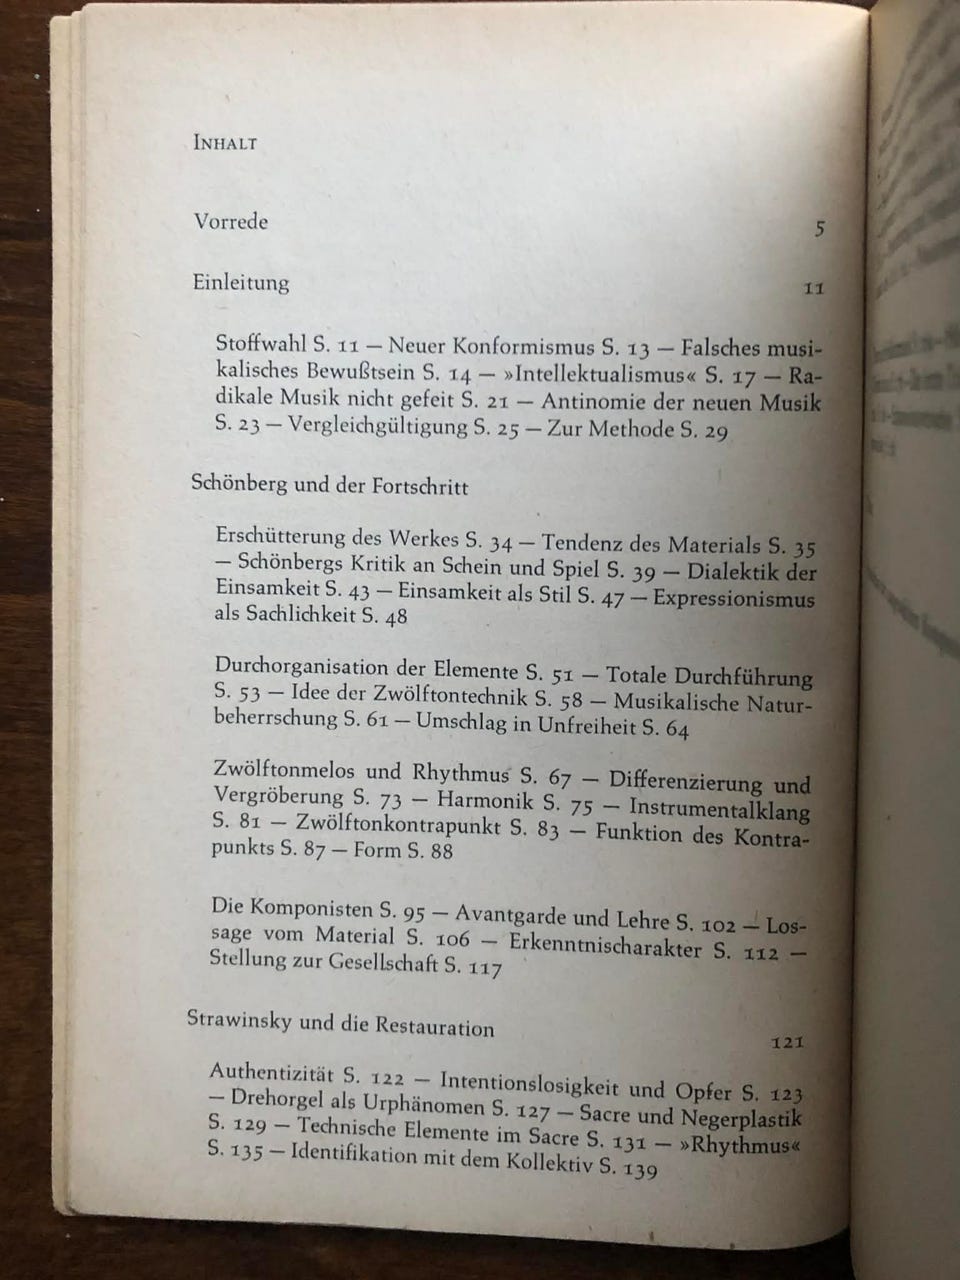 INHALT
Vorrede 5
Einleitung 11
Stoffwahl S. 11 — Neuer Konformismus S. 13 — Falsches musi-
kalisches Bewußtsein S. 14 — »Intellektualismus« S. 17 — Ra-
dikale Musik nicht gefeit S. 21 — Antinomie der neuen Musik
S. 23 — Vergleichgültigung S. 25 — Zur Methode S. 29
Schönberg und der Fortschritt
Erschütterung des Werkes S. 34 — Tendenz des Materials S. 35
— Schönbergs Kritik an Schein und Spiel S. 39 — Dialektik der
Einsamkeit S. 43 — Einsamkeit als Stil S. 47 — Expressionismus
als Sachlichkeit S. 48
Durchorganisation der Elemente S. 51 — Totale Durchführung
S. 53 — Idee der Zwölftontechnik S. 58 — Musikalische Natur-
beherrschung S. 61 — Umschlag in Unfreiheit S. 64
Zwölftonmelos und Rhythmus S. 67 — Differenzierung und
Vergröberung S. 73 — Harmonik S. 75 — Instrumentalklang
S. 81 — Zwölftonkontrapunkt S. 83 — Funktion des Kontra-
punkts S. 87 — Form S. 88
Die Komponisten S. 95 — Avantgarde und Lehre S. 102 — Los-
sage vom Material S. 106 — Erkenntnischarakter S. 112 —
Stellung zur Gesellschaft S. 117
Strawinsky und die Restauration 121
Authentizität S. 122 — Intentionslosigkeit und Opfer S. 123
— Drehorgel als Urphänomen S. 127 — Sacre und Negerplastik
S. 129 — Technische Elemente im Sacre S. 131 — »Rhythmus«
S. 135 — Identifikation mit dem Kollektiv S. 139